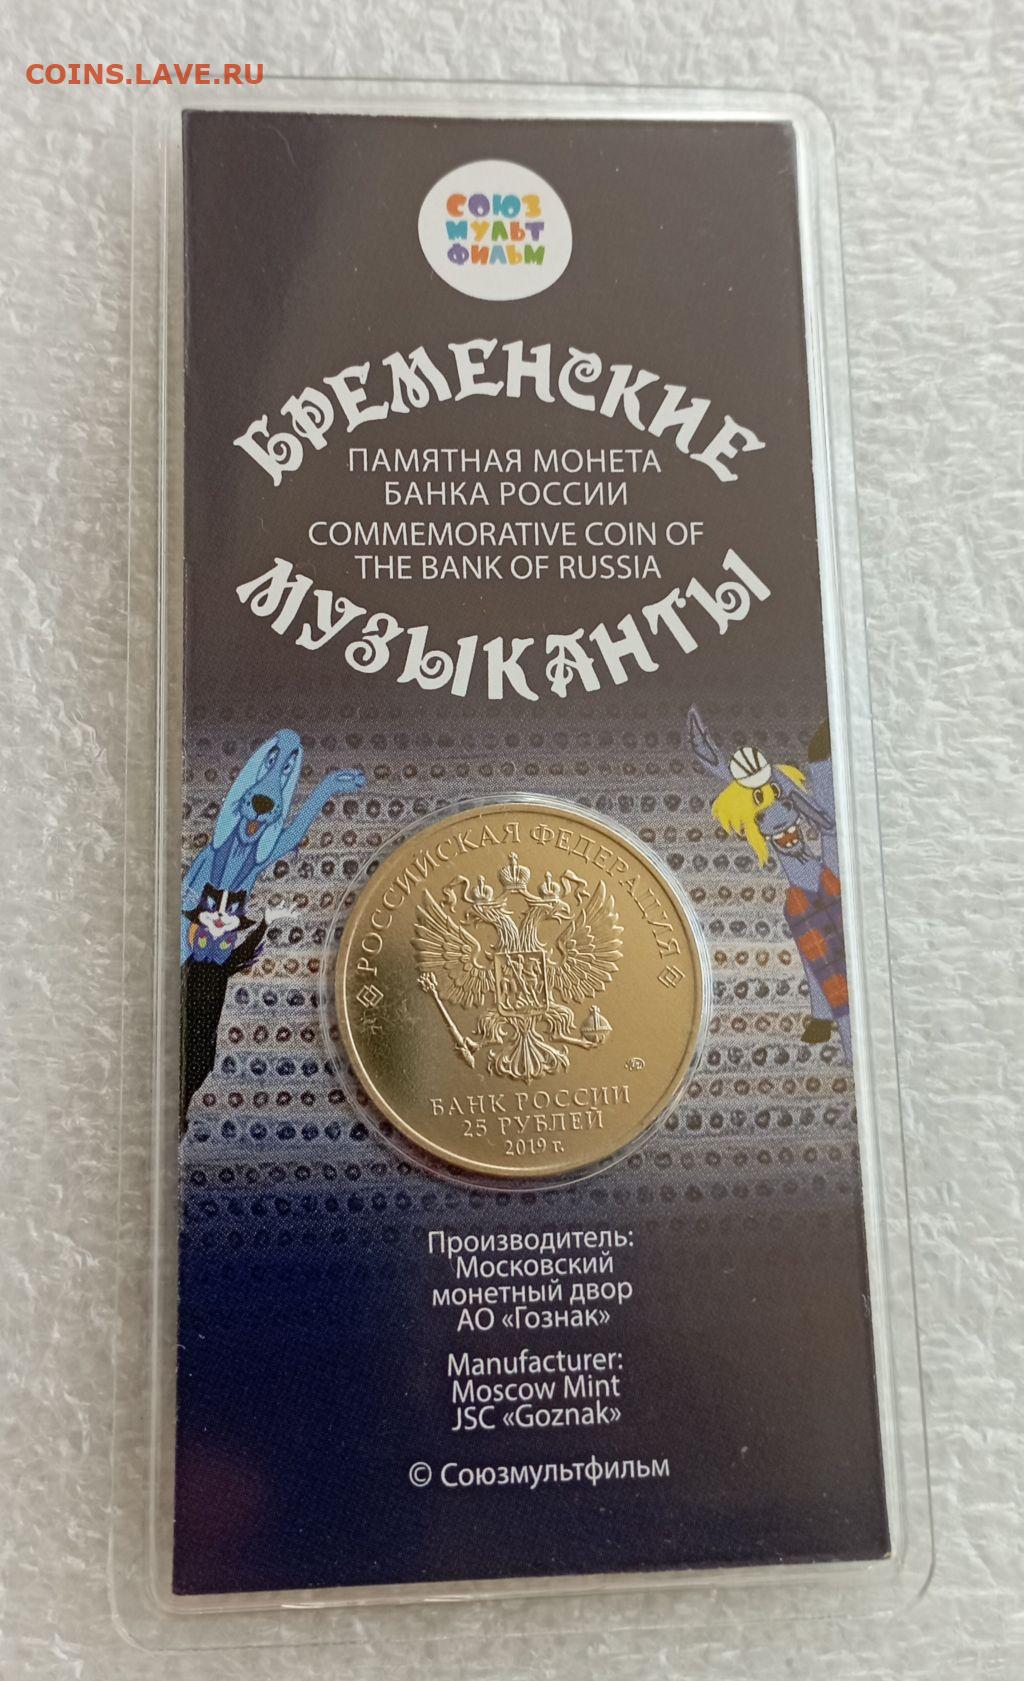 COINS.LAVE.RU
СОЮЗ
МУЛЬТ
ФИЛЬМ
БРЕМЕНСКИЕ
ПАМЯТНАЯ МОНЕТА
БАНКА РОССИИ
COMMEMORATIVE COIN OF
THE BANK OF RUSSIA
МУЗЫКАНТЫ
РОССИЙСКАЯ ФЕДЕРАЦИЯ
БАНК РОССИИ
25 РУБЛЕЙ
2019 г.
Производитель:
Московский
монетный двор
АО «Гознак»
Manufacturer:
Moscow Mint
JSC «Goznak»
© Союзмультфильм